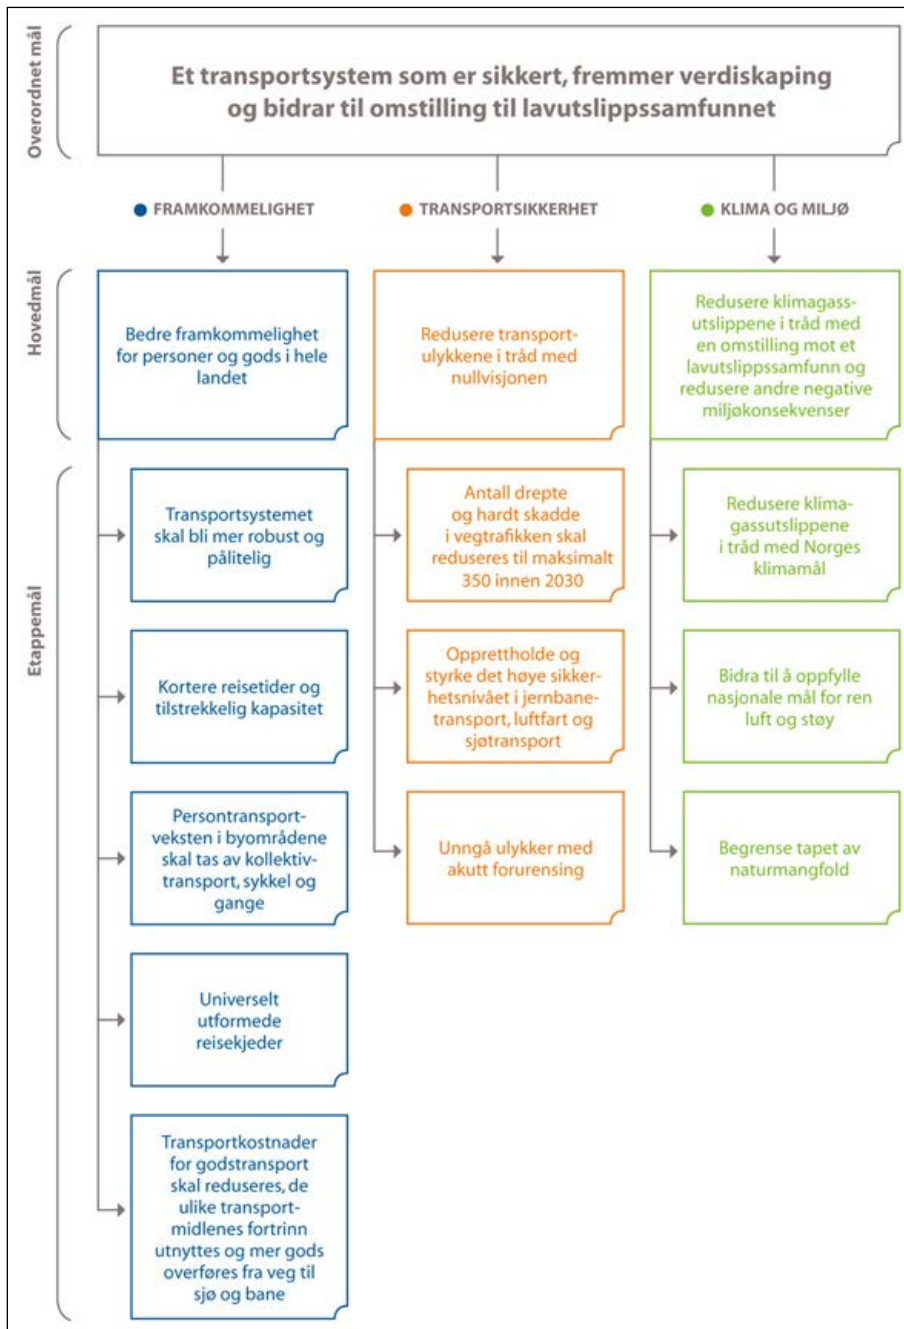 Overordnet mål
Et transportsystem som er sikkert, fremmer verdiskaping
og bidrar til omstilling til lavutslippssamfunnet
FRAMKOMMELIGHET
TRANSPORTSIKKERHET
KLIMA OG MILJØ
Hovedmål
Bedre framkommelighet
for personer og gods i hele
landet
Redusere transport-
ulykkene i tråd med
nullvisjonen
Redusere klimagass-
utslippene i tråd med
en omstilling mot et
lavutslippssamfunn og
redusere andre negative
miljøkonsekvenser
Etappemål
Transportsystemet
skal bli mer robust og
pålitelig
Antall drepte
og hardt skadde
i vegtrafikken skal
reduseres til maksimalt
350 innen 2030
Redusere klima-
gassutslippene
i tråd med Norges
klimamål
Kortere reisetider og
tilstrekkelig kapasitet
Opprettholde og
styrke det høye sikker-
hetsnivået i jernbane-
transport, luftfart og
sjøtransport
Bidra til å oppfylle
nasjonale mål for ren
luft og støy
Persontransport-
veksten i byområdene
skal tas av kollektiv-
transport, sykkel og
gange
Unngå ulykker med
akutt forurensing
Begrense tapet av
naturmangfold
Universelt
utformede
reisekjeder
Transportkostnader
for godstransport
skal reduseres, de
ulike transport-
midlenes fortrinn
utnyttes og mer gods
overføres fra veg til
sjø og bane